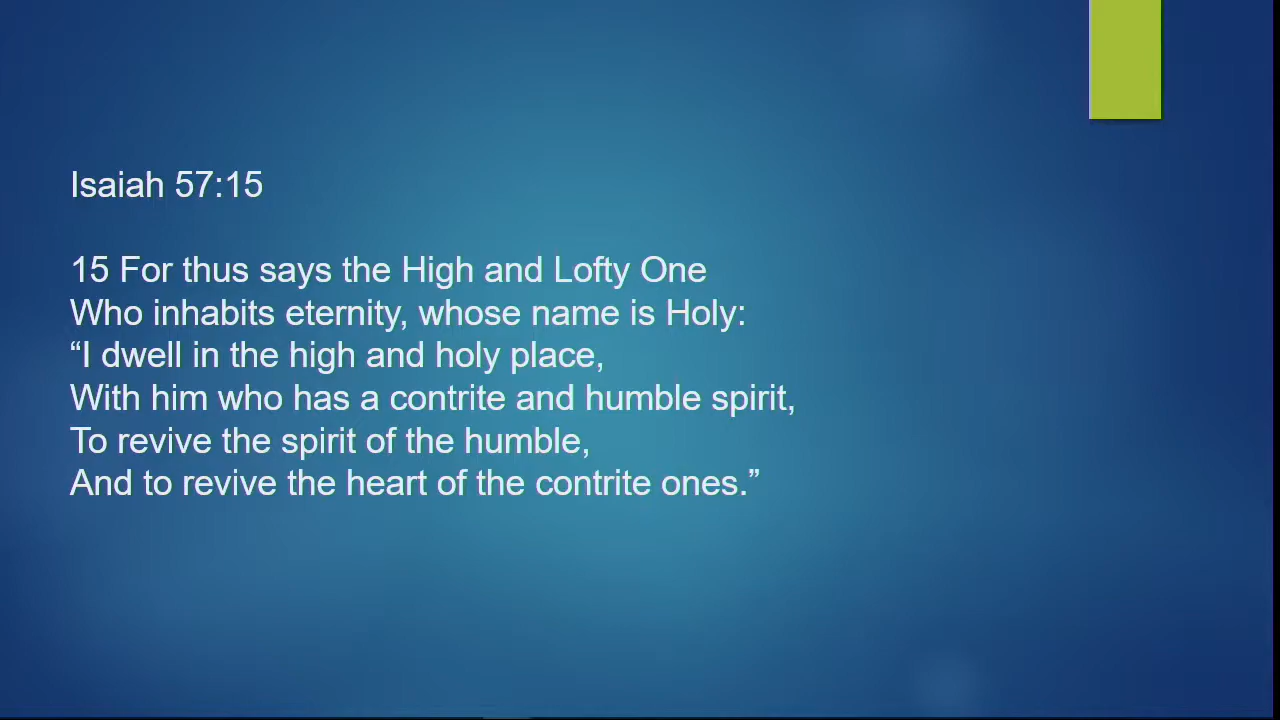 Isaiah 57:15
15 For thus says the High and Lofty One
Who inhabits eternity, whose name is Holy:
“I dwell in the high and holy place,
With him who has a contrite and humble spirit,
To revive the spirit of the humble,
And to revive the heart of the contrite ones.”